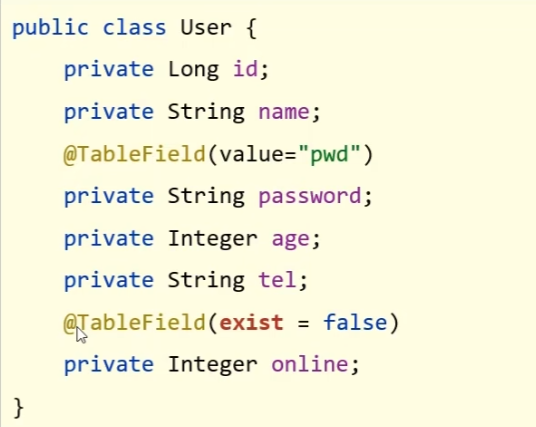 public class User {
    private Long id;
    private String name;
    @TableField(value="pwd")
    private String password;
    private Integer age;
    private String tel;
    @TableField(exist = false)
    private Integer online;
}